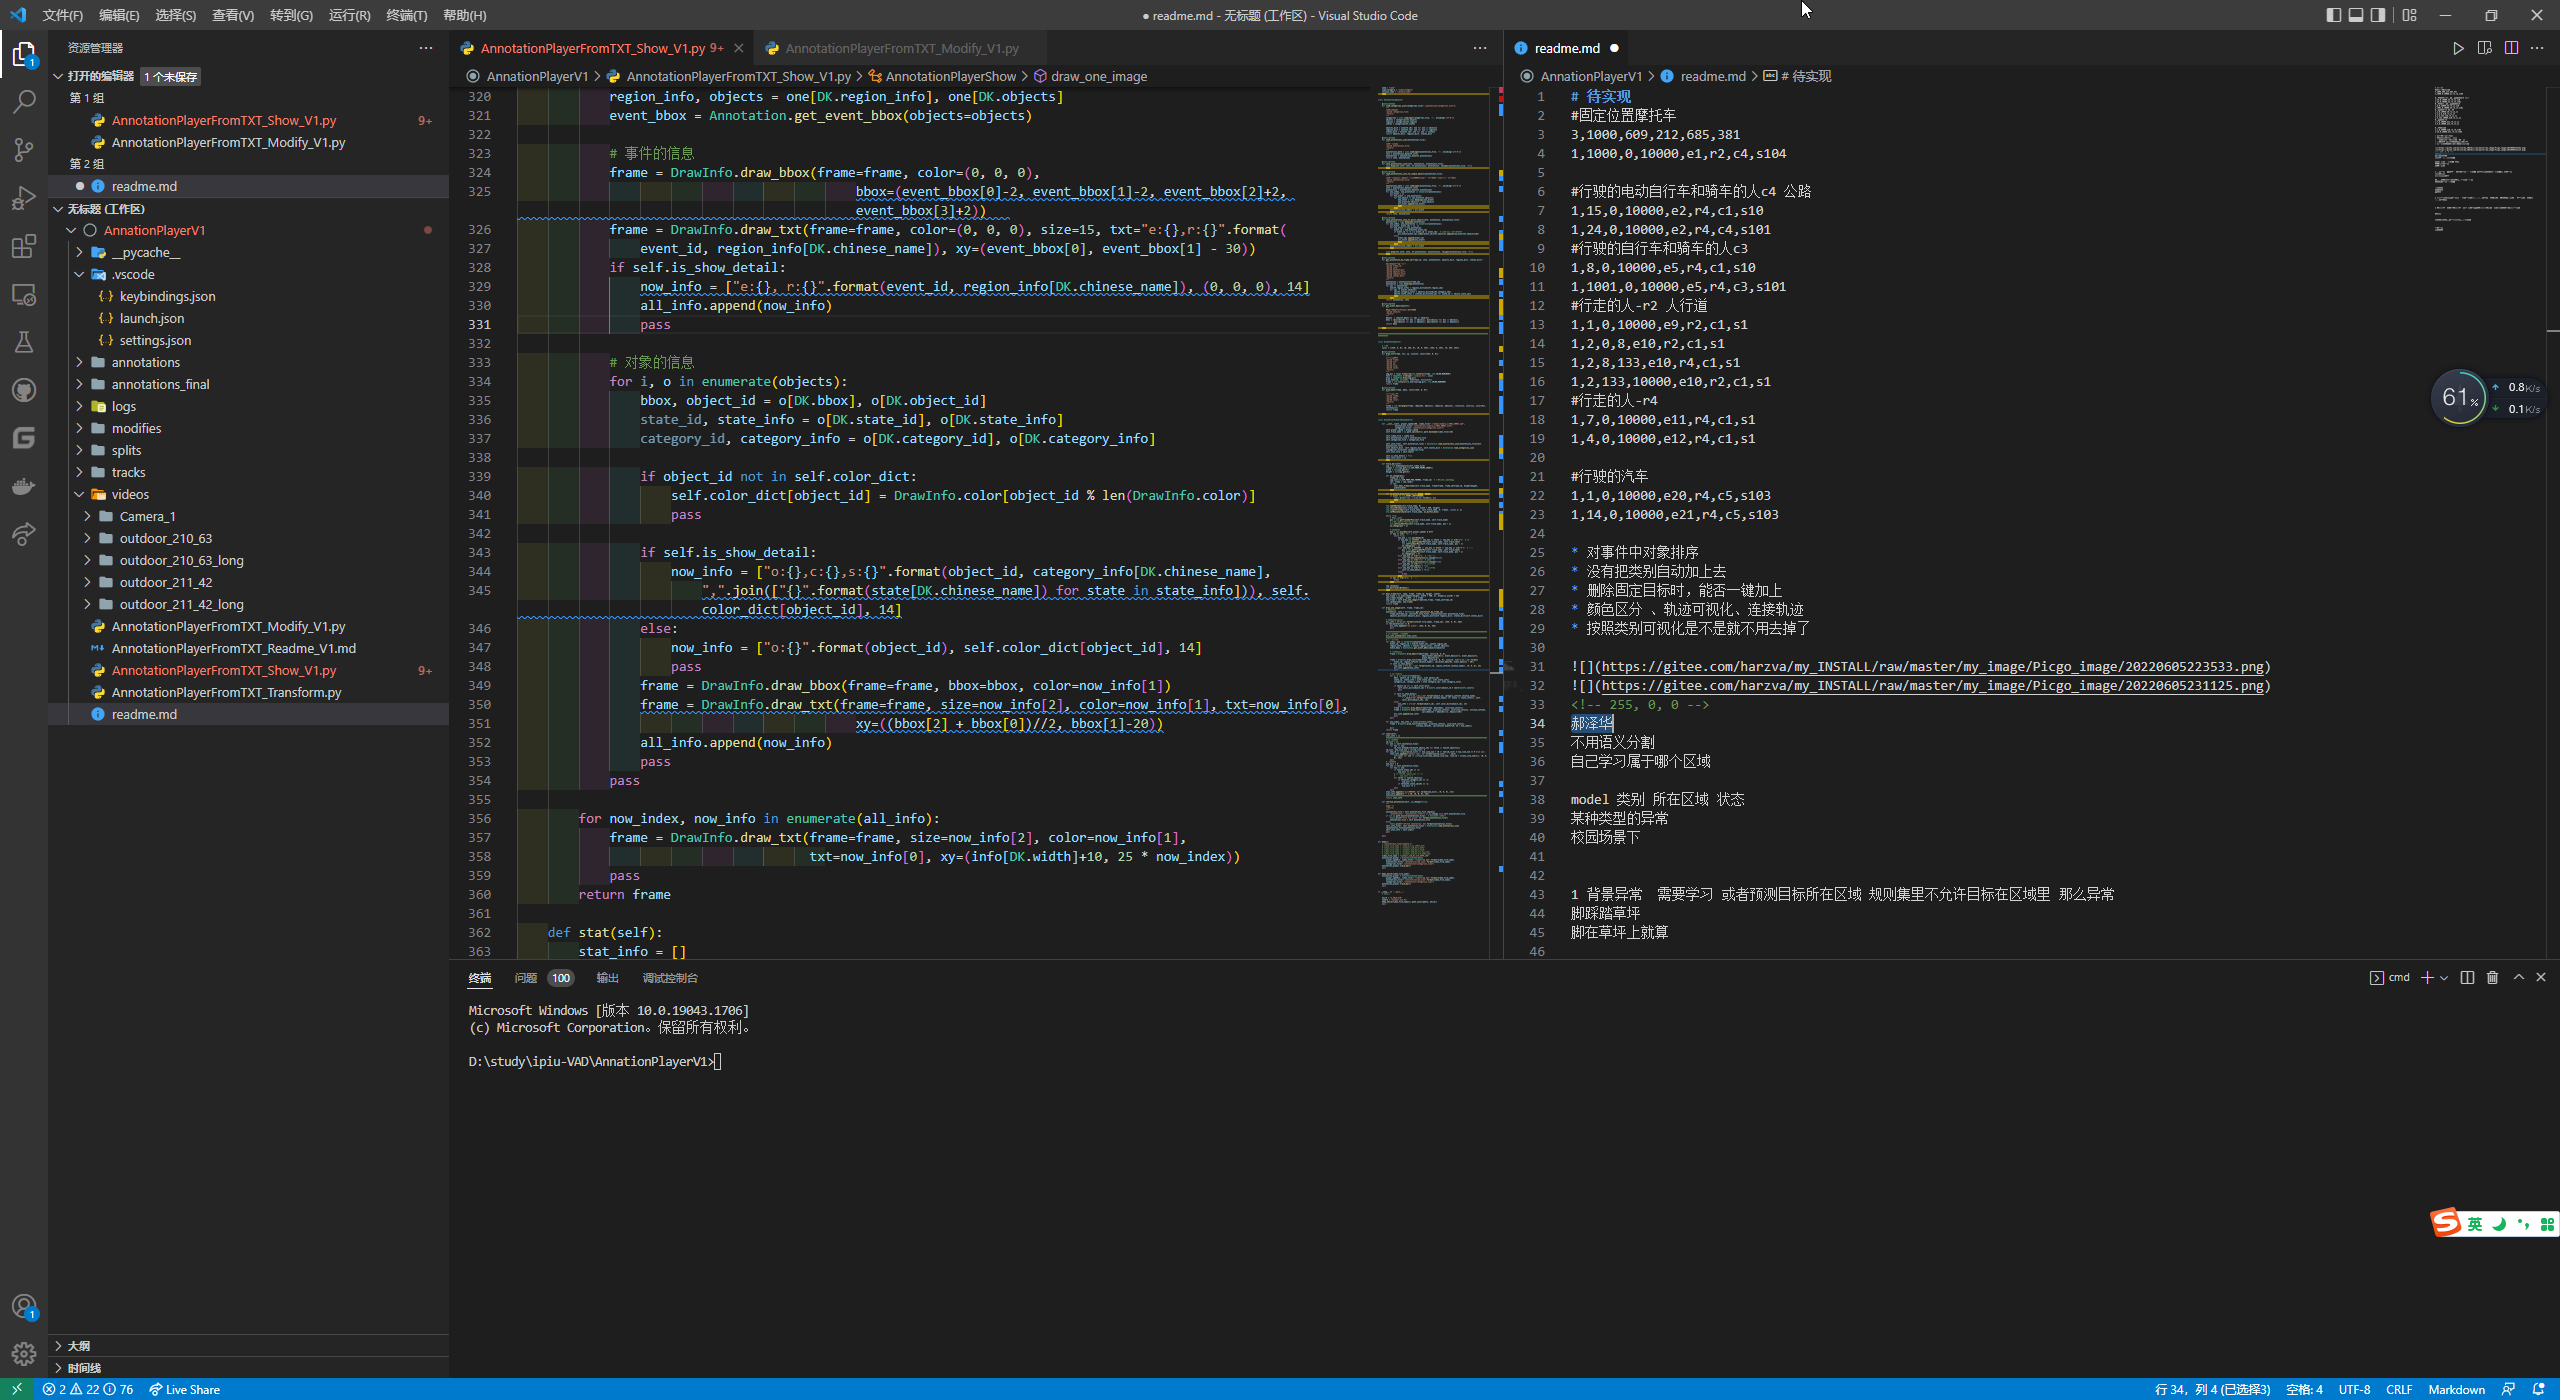 文件(F) 编辑(E) 选择(S) 查看(V) 转到(G) 运行(R) 终端(T) 帮助(H)
● readme.md - 无标题 (工作区) - Visual Studio Code
资源管理器
打开的编辑器 1 个未保存
第 1 组
AnnotationPlayerFromTXT_Show_V1.py 9+
AnnotationPlayerFromTXT_Modify_V1.py
第 2 组
readme.md
无标题 (工作区)
AnnationPlayerV1
__pycache__
.vscode
keybindings.json
launch.json
settings.json
annotations
annotations_final
logs
modifies
splits
tracks
videos
Camera_1
outdoor_210_63
outdoor_210_63_long
outdoor_211_42
outdoor_211_42_long
AnnotationPlayerFromTXT_Modify_V1.py
AnnotationPlayerFromTXT_Readme_V1.md
AnnotationPlayerFromTXT_Show_V1.py 9+
AnnotationPlayerFromTXT_Transform.py
readme.md
大纲
时间线
AnnotationPlayerFromTXT_Show_V1.py 9+ AnnotationPlayerFromTXT_Modify_V1.py
AnnationPlayerV1 > AnnotationPlayerFromTXT_Show_V1.py > AnnotationPlayerShow > draw_one_image
320 region_info, objects = one[DK.region_info], one[DK.objects]
321 event_bbox = Annotation.get_event_bbox(objects=objects)
322
323 # 事件的信息
324 frame = DrawInfo.draw_bbox(frame=frame, color=(0, 0, 0),
325 bbox=(event_bbox[0]-2, event_bbox[1]-2, event_bbox[2]+2,
event_bbox[3]+2))
326 frame = DrawInfo.draw_txt(frame=frame, color=(0, 0, 0), size=15, txt="e:{},r:{}".format(
327 event_id, region_info[DK.chinese_name]), xy=(event_bbox[0], event_bbox[1] - 30))
328 if self.is_show_detail:
329 now_info = ["e:{}, r:{}".format(event_id, region_info[DK.chinese_name]), (0, 0, 0), 14]
330 all_info.append(now_info)
331 pass
332
333 # 对象的信息
334 for i, o in enumerate(objects):
335 bbox, object_id = o[DK.bbox], o[DK.object_id]
336 state_id, state_info = o[DK.state_id], o[DK.state_info]
337 category_id, category_info = o[DK.category_id], o[DK.category_info]
338
339 if object_id not in self.color_dict:
340 self.color_dict[object_id] = DrawInfo.color[object_id % len(DrawInfo.color)]
341 pass
342
343 if self.is_show_detail:
344 now_info = ["o:{},c:{},s:{}".format(object_id, category_info[DK.chinese_name],
345 ",".join(["{}".format(state[DK.chinese_name]) for state in state_info])), self.
color_dict[object_id], 14]
346 else:
347 now_info = ["o:{}".format(object_id), self.color_dict[object_id], 14]
348 pass
349 frame = DrawInfo.draw_bbox(frame=frame, bbox=bbox, color=now_info[1])
350 frame = DrawInfo.draw_txt(frame=frame, size=now_info[2], color=now_info[1], txt=now_info[0],
351 xy=((bbox[2] + bbox[0])//2, bbox[1]-20))
352 all_info.append(now_info)
353 pass
354 pass
355
356 for now_index, now_info in enumerate(all_info):
357 frame = DrawInfo.draw_txt(frame=frame, size=now_info[2], color=now_info[1],
358 txt=now_info[0], xy=(info[DK.width]+10, 25 * now_index))
359 pass
360 return frame
361
362 def stat(self):
363 stat_info = []
readme.md
AnnationPlayerV1 > readme.md > # 待实现
1 # 待实现
2 #固定位置摩托车
3 3,1000,609,212,685,381
4 1,1000,0,10000,e1,r2,c4,s104
5
6 #行驶的电动自行车和骑车的人c4 公路
7 1,15,0,10000,e2,r4,c1,s10
8 1,24,0,10000,e2,r4,c4,s101
9 #行驶的自行车和骑车的人c3
10 1,8,0,10000,e5,r4,c1,s10
11 1,1001,0,10000,e5,r4,c3,s101
12 #行走的人-r2 人行道
13 1,1,0,10000,e9,r2,c1,s1
14 1,2,0,8,e10,r2,c1,s1
15 1,2,8,133,e10,r4,c1,s1
16 1,2,133,10000,e10,r2,c1,s1
17 #行走的人-r4
18 1,7,0,10000,e11,r4,c1,s1
19 1,4,0,10000,e12,r4,c1,s1
20
21 #行驶的汽车
22 1,1,0,10000,e20,r4,c5,s103
23 1,14,0,10000,e21,r4,c5,s103
24
25 * 对事件中对象排序
26 * 没有把类别自动加上去
27 * 删除固定目标时，能否一键加上
28 * 颜色区分 、轨迹可视化、连接轨迹
29 * 按照类别可视化是不是就不用去掉了
30
31 ![](https://gitee.com/harzva/my_INSTALL/raw/master/my_image/Picgo_image/20220605223533.png)
32 ![](https://gitee.com/harzva/my_INSTALL/raw/master/my_image/Picgo_image/20220605231125.png)
33 <!-- 255, 0, 0 -->
34 郝泽华
35 不用语义分割
36 自己学习属于哪个区域
37
38 model 类别 所在区域 状态
39 某种类型的异常
40 校园场景下
41
42
43 1 背景异常 需要学习 或者预测目标所在区域 规则集里不允许目标在区域里 那么异常
44 脚踩踏草坪
45 脚在草坪上就算
46
61% 0.8K/s
0.1K/s
终端 问题 100 输出 调试控制台
cmd
Microsoft Windows [版本 10.0.19043.1706]
(c) Microsoft Corporation。保留所有权利。
D:\study\ipiu-VAD\AnnationPlayerV1>
英
2 22 76 Live Share
行 34，列 4 (已选择3) 空格: 4 UTF-8 CRLF Markdown